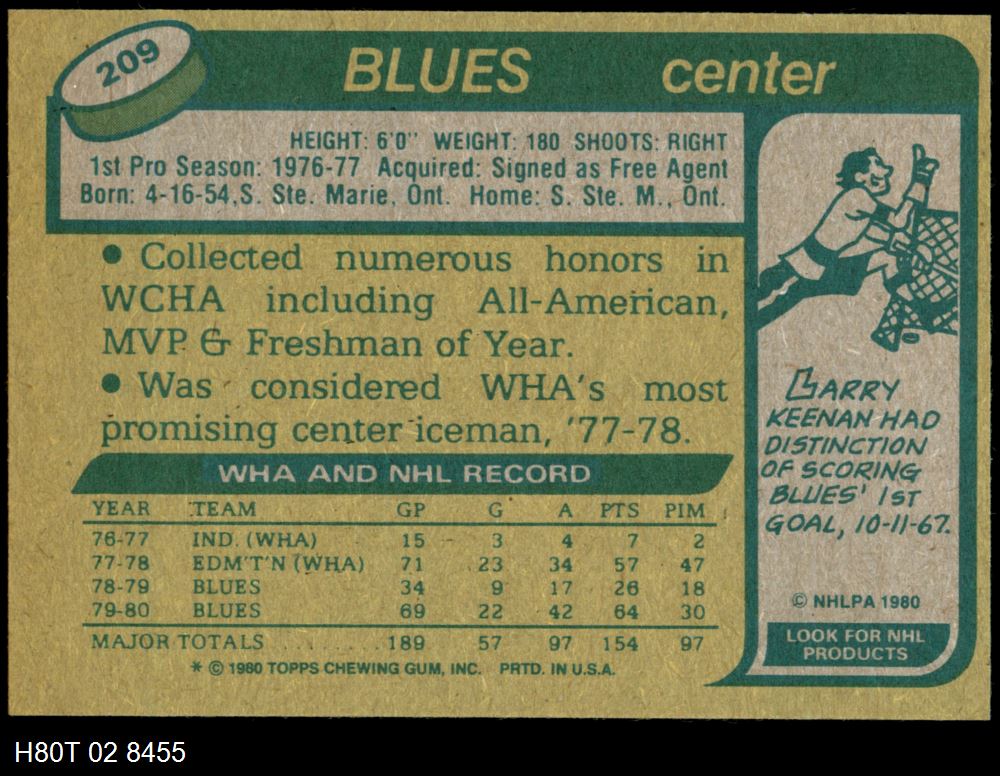 209
BLUES center
HEIGHT: 6'0" WEIGHT: 180 SHOOTS: RIGHT
1st Pro Season: 1976-77 Acquired: Signed as Free Agent
Born: 4-16-54,S. Ste. Marie, Ont. Home: S. Ste. M., Ont.
● Collected numerous honors in
WCHA including All-American,
MVP & Freshman of Year.
● Was considered WHA's most
promising center iceman, '77-78.
WHA AND NHL RECORD
YEAR TEAM GP G A PTS PIM
76-77 IND. (WHA) 15 3 4 7 2
77-78 EDM'T'N (WHA) 71 23 34 57 47
78-79 BLUES 34 9 17 26 18
79-80 BLUES 69 22 42 64 30
MAJOR TOTALS ....... 189 57 97 154 97
* © 1980 TOPPS CHEWING GUM, INC. PRTD. IN U.S.A.
LARRY
KEENAN HAD
DISTINCTION
OF SCORING
BLUES' 1ST
GOAL, 10-11-67.
© NHLPA 1980
LOOK FOR NHL
PRODUCTS
H80T 02 8455